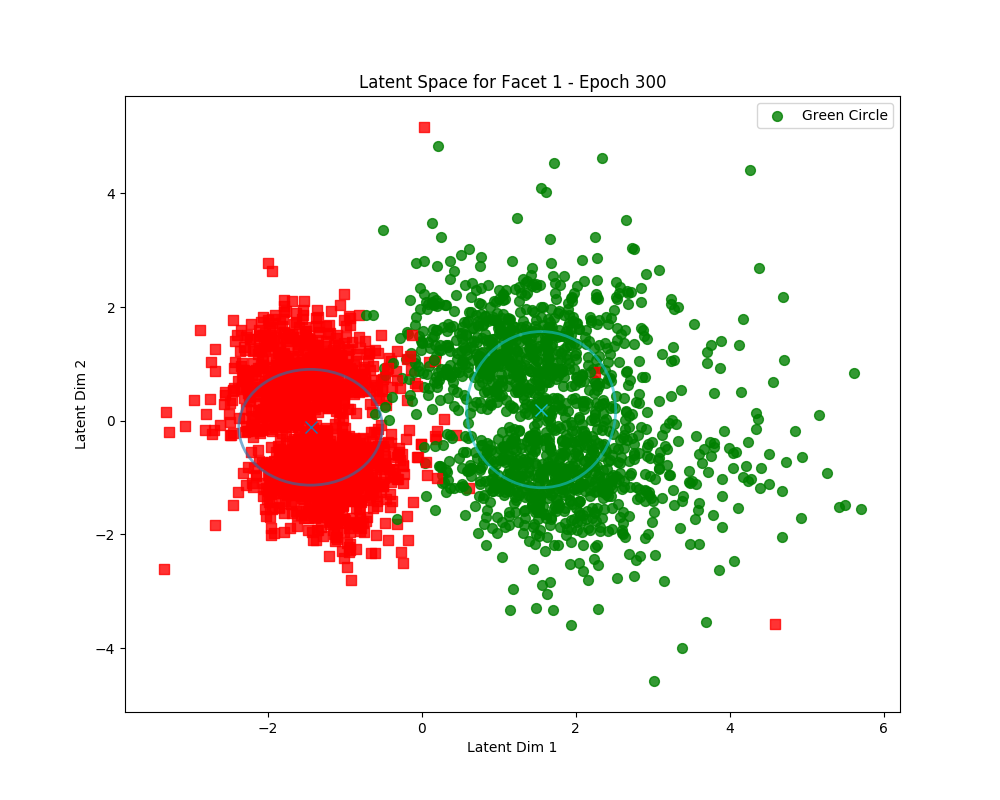 Latent Space for Facet 1 - Epoch 300
Green Circle
4
2
0
−2
−4
Latent Dim 2
−2
0
2
4
6
Latent Dim 1